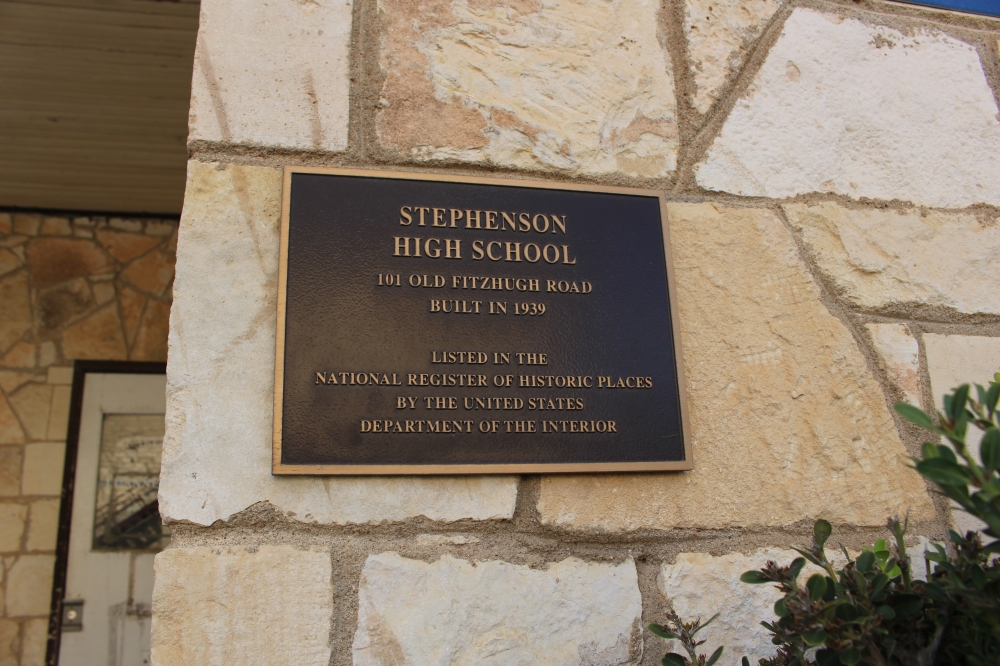 STEPHENSON
HIGH SCHOOL
101 OLD FITZHUGH ROAD
BUILT IN 1939
LISTED IN THE
NATIONAL REGISTER OF HISTORIC PLACES
BY THE UNITED STATES
DEPARTMENT OF THE INTERIOR